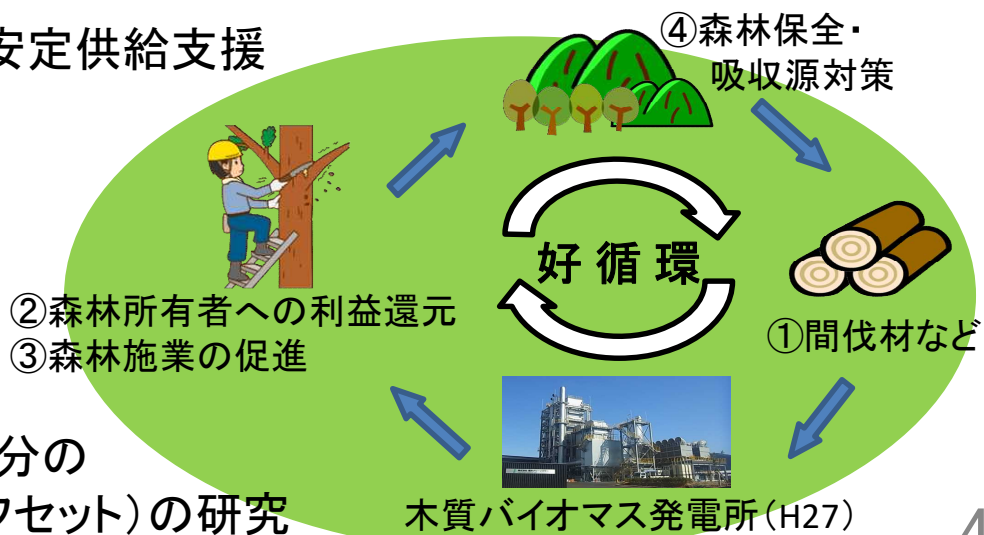 安定供給支援
④森林保全・
吸収源対策
好循環
②森林所有者への利益還元
③森林施業の促進
①間伐材など
分の
セット）の研究
木質バイオマス発電所（H27）
4